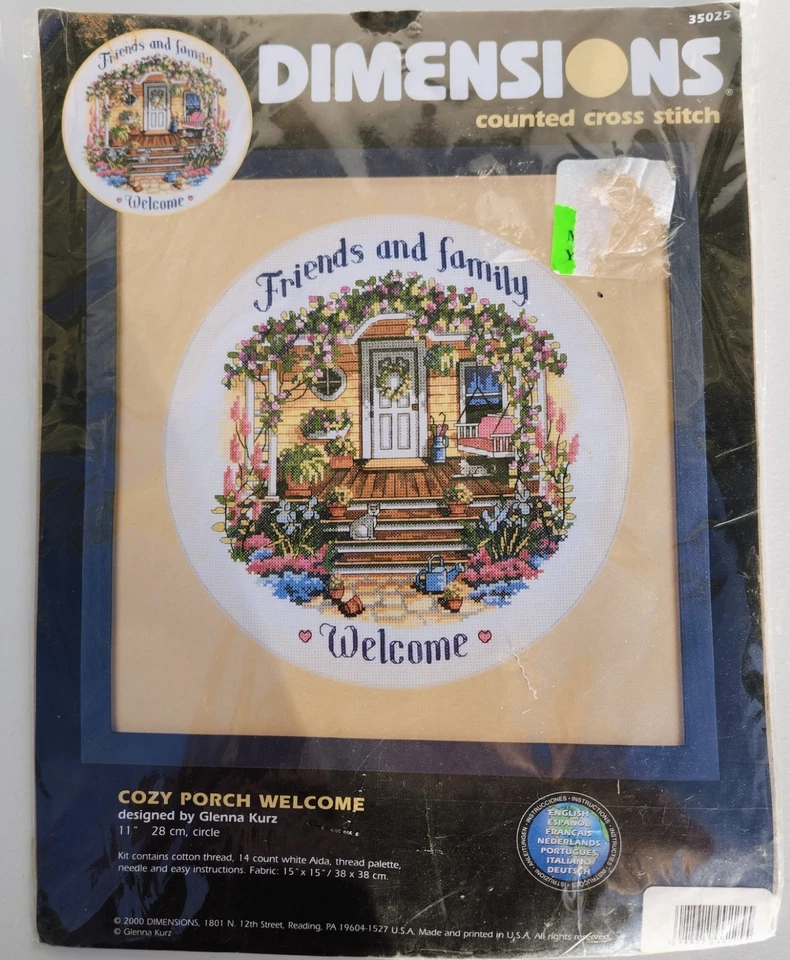 35025
Friends and family
Welcome
DIMENSIONS®
counted cross stitch
N
Y
Friends and family
Welcome
COZY PORCH WELCOME
designed by Glenna Kurz
11" 28 cm, circle
Kit contains cotton thread, 14 count white Aida, thread palette,
needle and easy instructions. Fabric: 15" x 15" / 38 x 38 cm.
INSTRUCCIONES • INSTRUCTIONS •
ENGLISH
ESPAÑOL
FRANÇAIS
NEDERLANDS
PORTUGUÊS
ITALIANO
DEUTSCH
© 2000 DIMENSIONS, 1801 N. 12th Street, Reading, PA 19604-1527 U.S.A. Made and printed in U.S.A. All rights reserved.
© Glenna Kurz